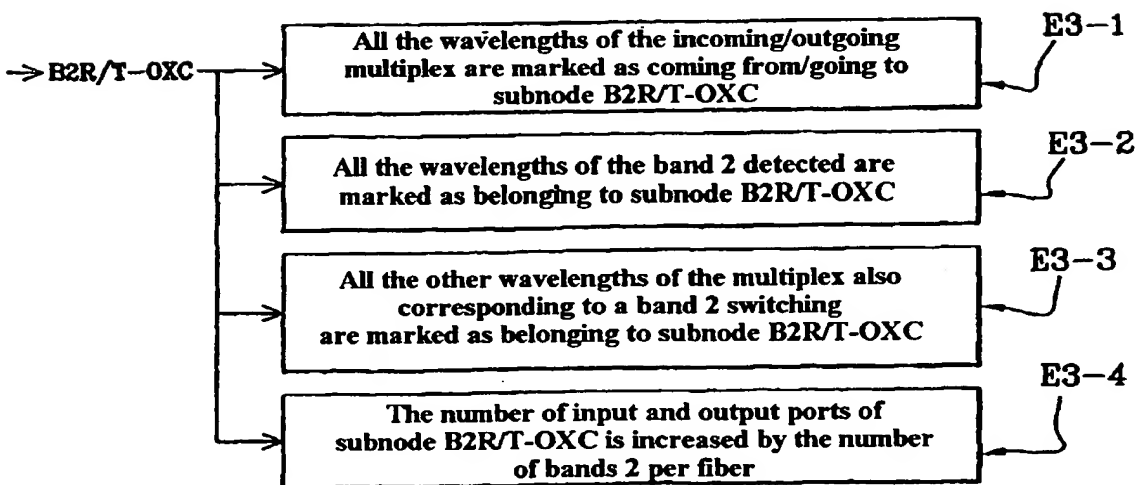 B2R/T-OXC
All the wavelengths of the incoming/outgoing
multiplex are marked as coming from/going to
subnode B2R/T-OXC
E3-1
All the wavelengths of the band 2 detected are
marked as belonging to subnode B2R/T-OXC
E3-2
All the other wavelengths of the multiplex also
corresponding to a band 2 switching
are marked as belonging to subnode B2R/T-OXC
E3-3
The number of input and output ports of
subnode B2R/T-OXC is increased by the number
of bands 2 per fiber
E3-4